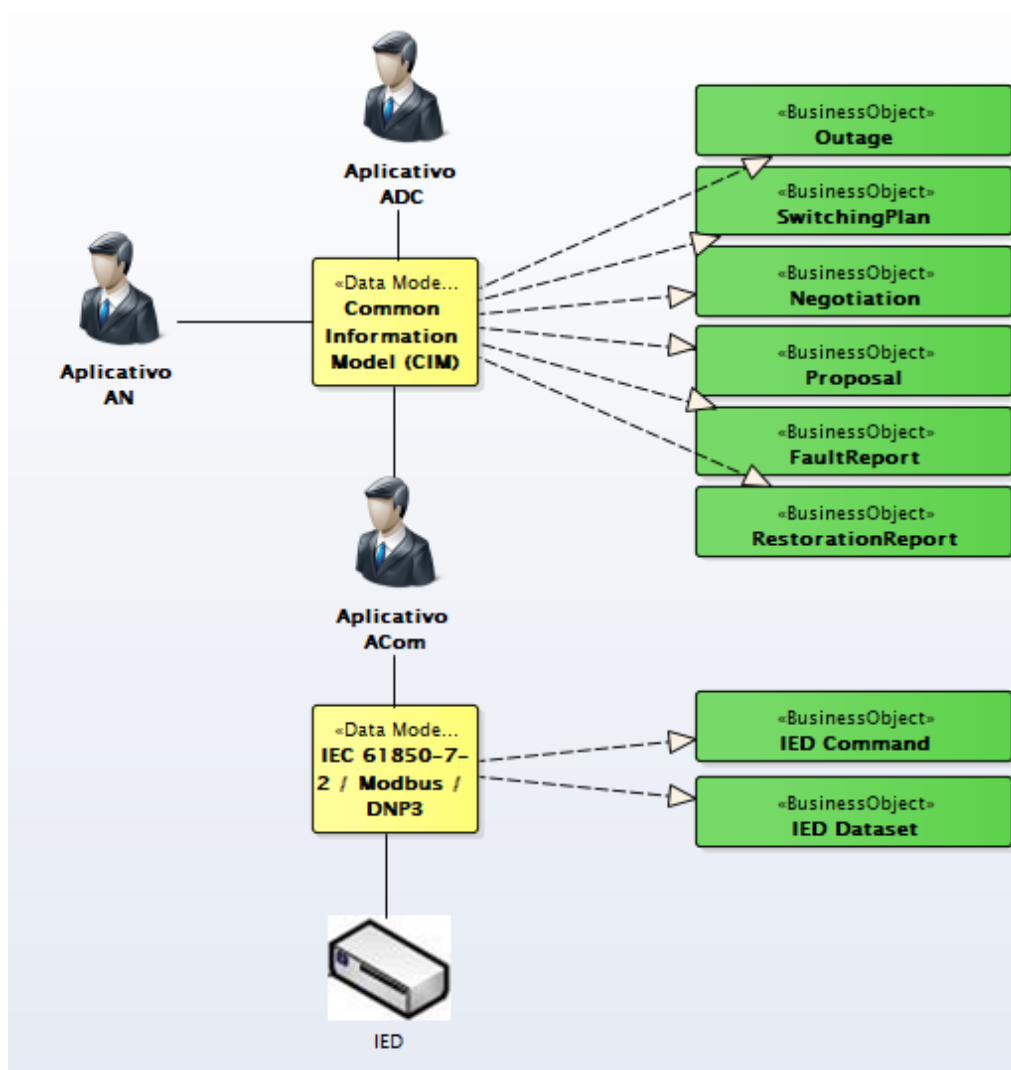 Aplicativo
ADC
Aplicativo
AN
«Data Mode...
Common
Information
Model (CIM)
«BusinessObject»
Outage
«BusinessObject»
SwitchingPlan
«BusinessObject»
Negotiation
«BusinessObject»
Proposal
«BusinessObject»
FaultReport
«BusinessObject»
RestorationReport
Aplicativo
ACom
«Data Mode...
IEC 61850-7-
2 / Modbus /
DNP3
«BusinessObject»
IED Command
«BusinessObject»
IED Dataset
IED